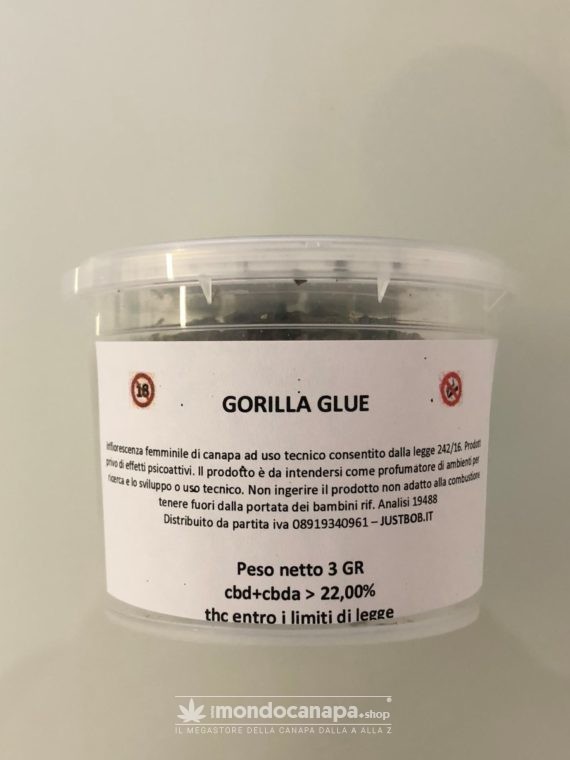 18
GORILLA GLUE
infiorescenza femminile di canapa ad uso tecnico consentito dalla legge 242/16. Prodotto
privo di effetti psicoattivi. Il prodotto è da intendersi come profumatore di ambienti per
ricerca e lo sviluppo o uso tecnico. Non ingerire il prodotto non adatto alla combustione
tenere fuori dalla portata dei bambini rif. Analisi 19488
Distribuito da partita iva 08919340961 – JUSTBOB.IT
Peso netto 3 GR
cbd+cbda > 22,00%
thc entro i limiti di legge
mondocanapa.shop
IL MEGASTORE DELLA CANAPA DALLA A ALLA Z